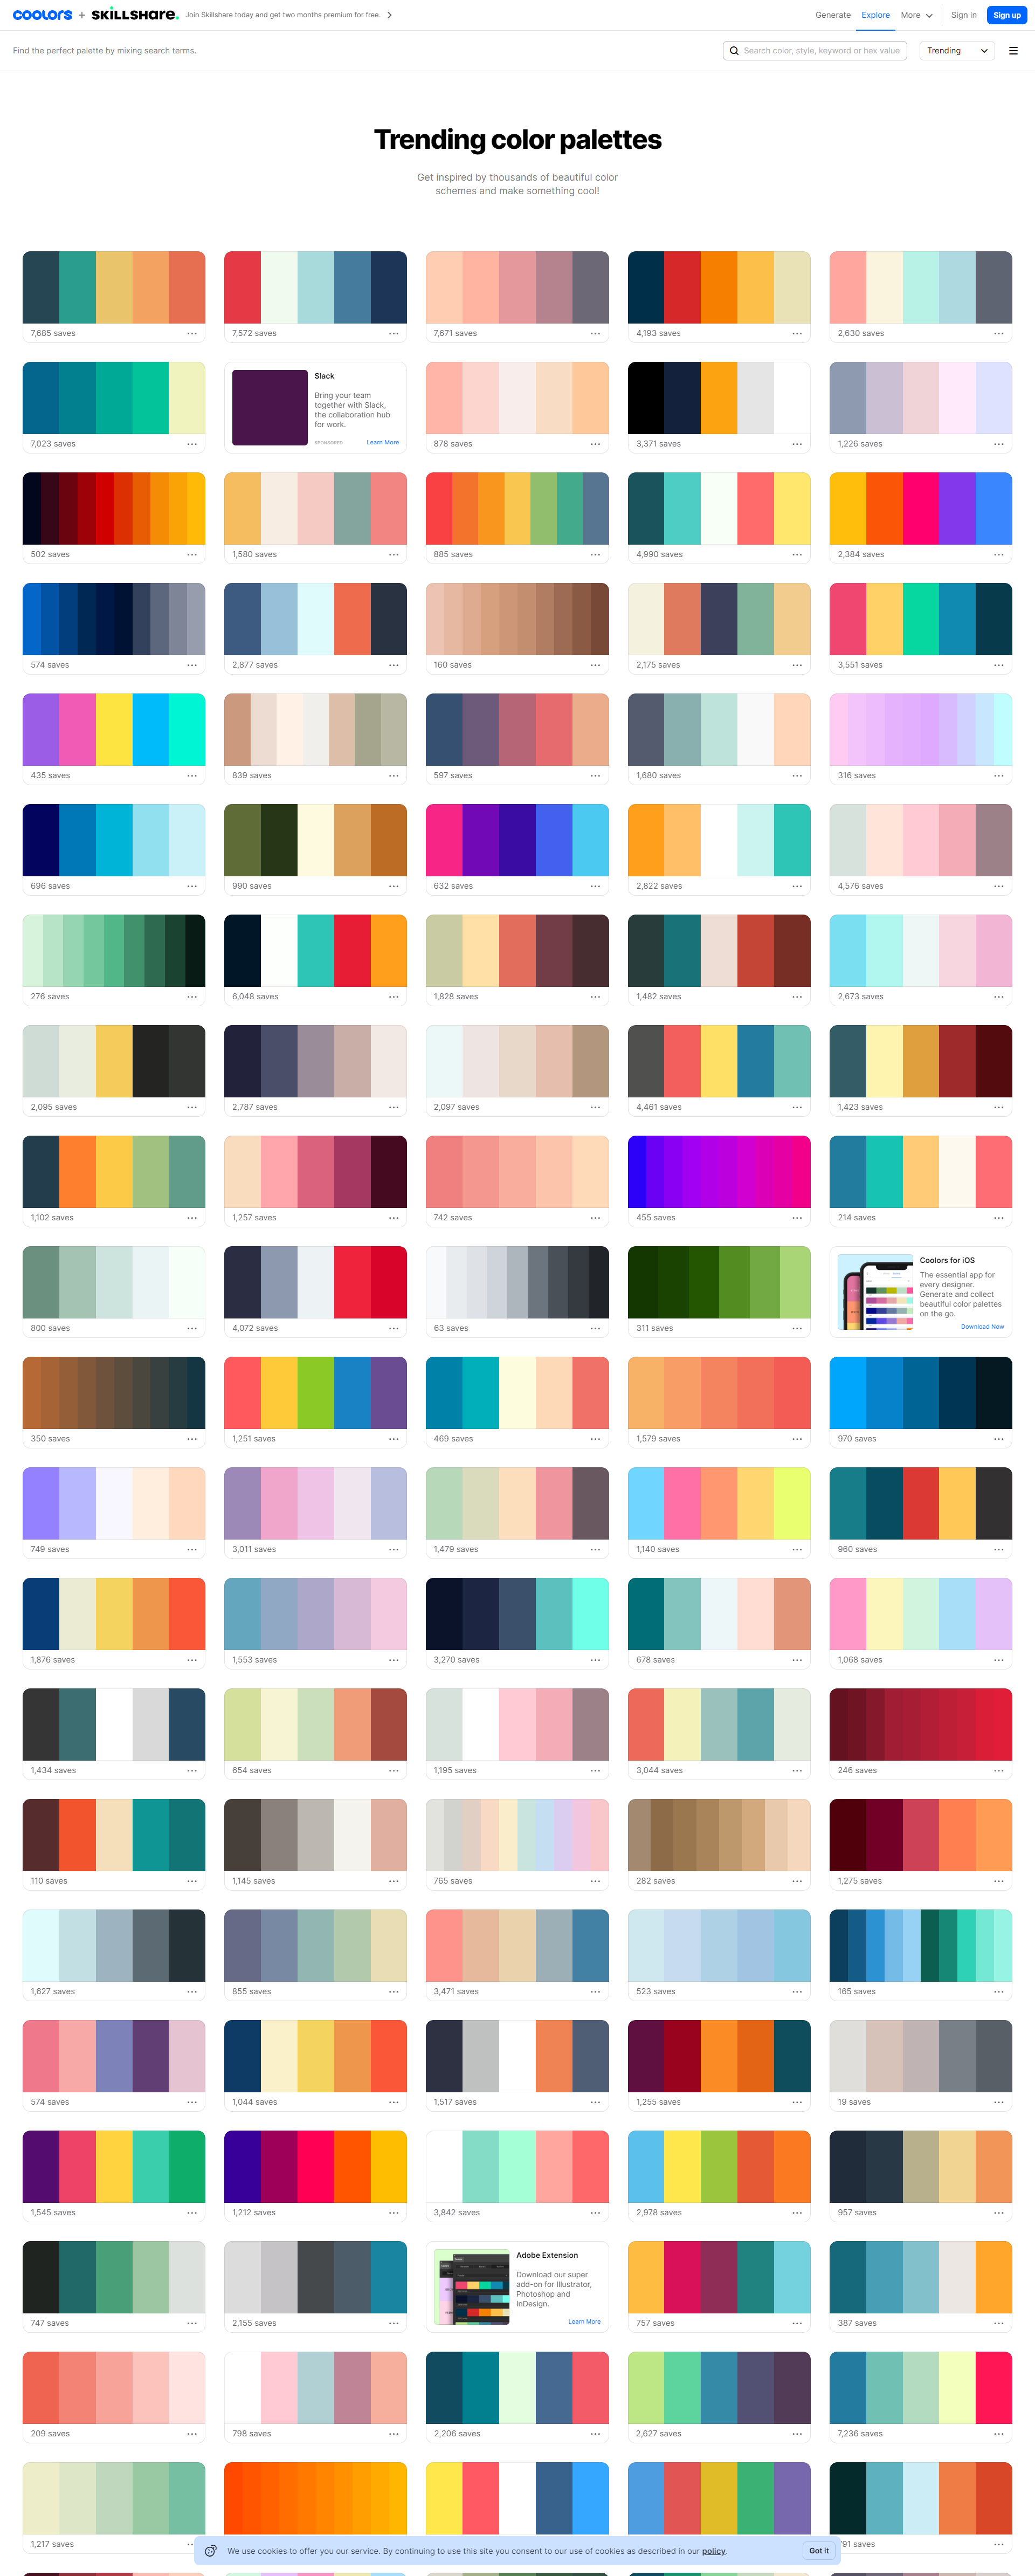 coolors + SKILLSHARE. Join Skillshare today and get two months premium for free.
Generate Explore More Sign in Sign up
Find the perfect palette by mixing search terms.
Search color, style, keyword or hex value
Trending
Trending color palettes
Get inspired by thousands of beautiful color
schemes and make something cool!
7,685 saves
7,572 saves
7,671 saves
4,193 saves
2,630 saves
7,023 saves
Slack
Bring your team
together with Slack,
the collaboration hub
for work.
SPONSORED
Learn More
878 saves
3,371 saves
1,226 saves
502 saves
1,580 saves
885 saves
4,990 saves
2,384 saves
574 saves
2,877 saves
160 saves
2,175 saves
3,551 saves
435 saves
839 saves
597 saves
1,680 saves
316 saves
696 saves
990 saves
632 saves
2,822 saves
4,576 saves
276 saves
6,048 saves
1,828 saves
1,482 saves
2,673 saves
2,095 saves
2,787 saves
2,097 saves
4,461 saves
1,423 saves
1,102 saves
1,257 saves
742 saves
455 saves
214 saves
800 saves
4,072 saves
63 saves
311 saves
Coolors for iOS
The essential app for
every designer.
Generate and collect
beautiful color palettes
on the go.
Download Now
350 saves
1,251 saves
469 saves
1,579 saves
970 saves
749 saves
3,011 saves
1,479 saves
1,140 saves
960 saves
1,876 saves
1,553 saves
3,270 saves
678 saves
1,068 saves
1,434 saves
654 saves
1,195 saves
3,044 saves
246 saves
110 saves
1,145 saves
765 saves
282 saves
1,275 saves
1,627 saves
855 saves
3,471 saves
523 saves
165 saves
574 saves
1,044 saves
1,517 saves
1,255 saves
19 saves
1,545 saves
1,212 saves
3,842 saves
2,978 saves
957 saves
747 saves
2,155 saves
Adobe Extension
Download our super
add-on for Illustrator,
Photoshop and
InDesign.
Learn More
757 saves
387 saves
209 saves
798 saves
2,206 saves
2,627 saves
7,236 saves
1,217 saves
91 saves
We use cookies to offer you our service. By continuing to use this site you consent to our use of cookies as described in our policy.
Got it